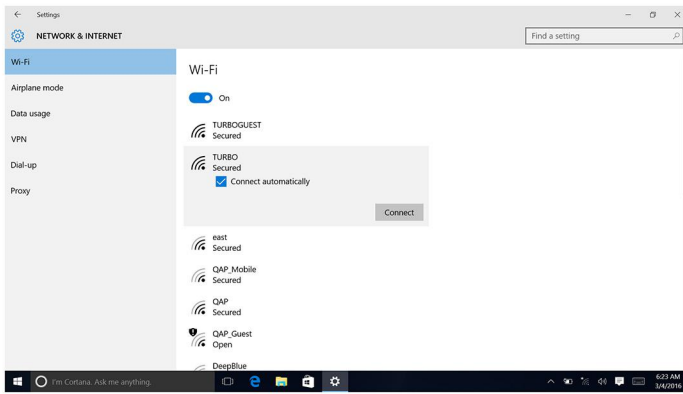 Settings
NETWORK & INTERNET
Find a setting
Wi-Fi
Airplane mode
Data usage
VPN
Dial-up
Proxy
Wi-Fi
On
TURBOGUEST
Secured
TURBO
Secured
Connect automatically
Connect
east
Secured
QAP_Mobile
Secured
QAP
Secured
QAP_Guest
Open
DeepBlue
I'm Cortana. Ask me anything.
6:23 AM
3/4/2016